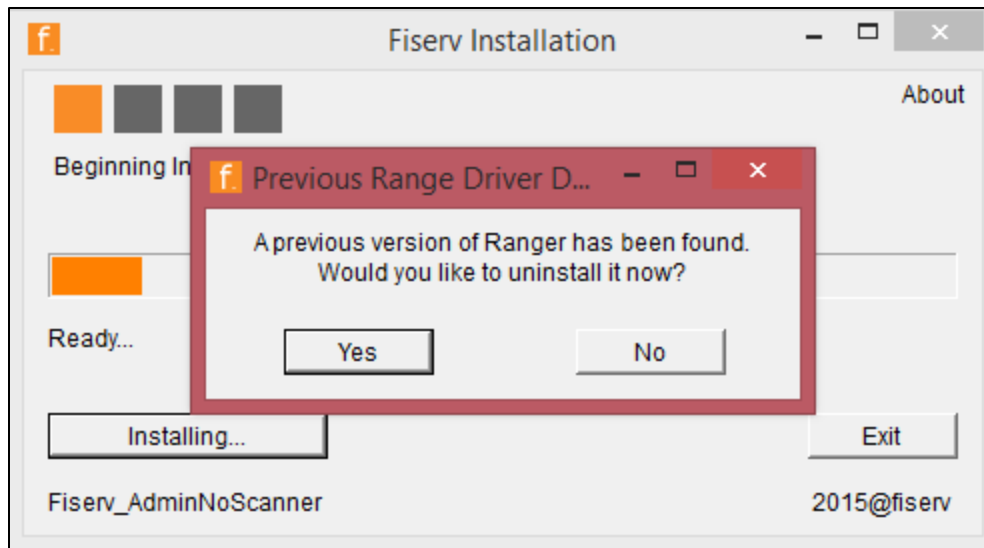 f.
Fiserv Installation
About
Beginning In
f.
Previous Range Driver D...
A previous version of Ranger has been found.
Would you like to uninstall it now?
Yes
No
Ready...
Installing...
Exit
Fiserv_AdminNoScanner
2015@fiserv